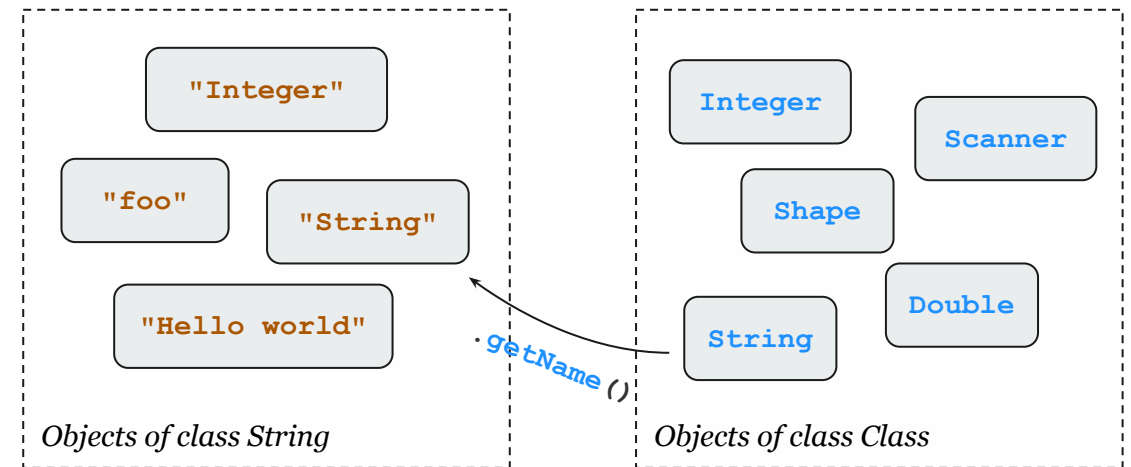 "Integer"
"foo"
"String"
"Hello world"
Objects of class String
.getName()
Integer
Scanner
Shape
Double
String
Objects of class Class